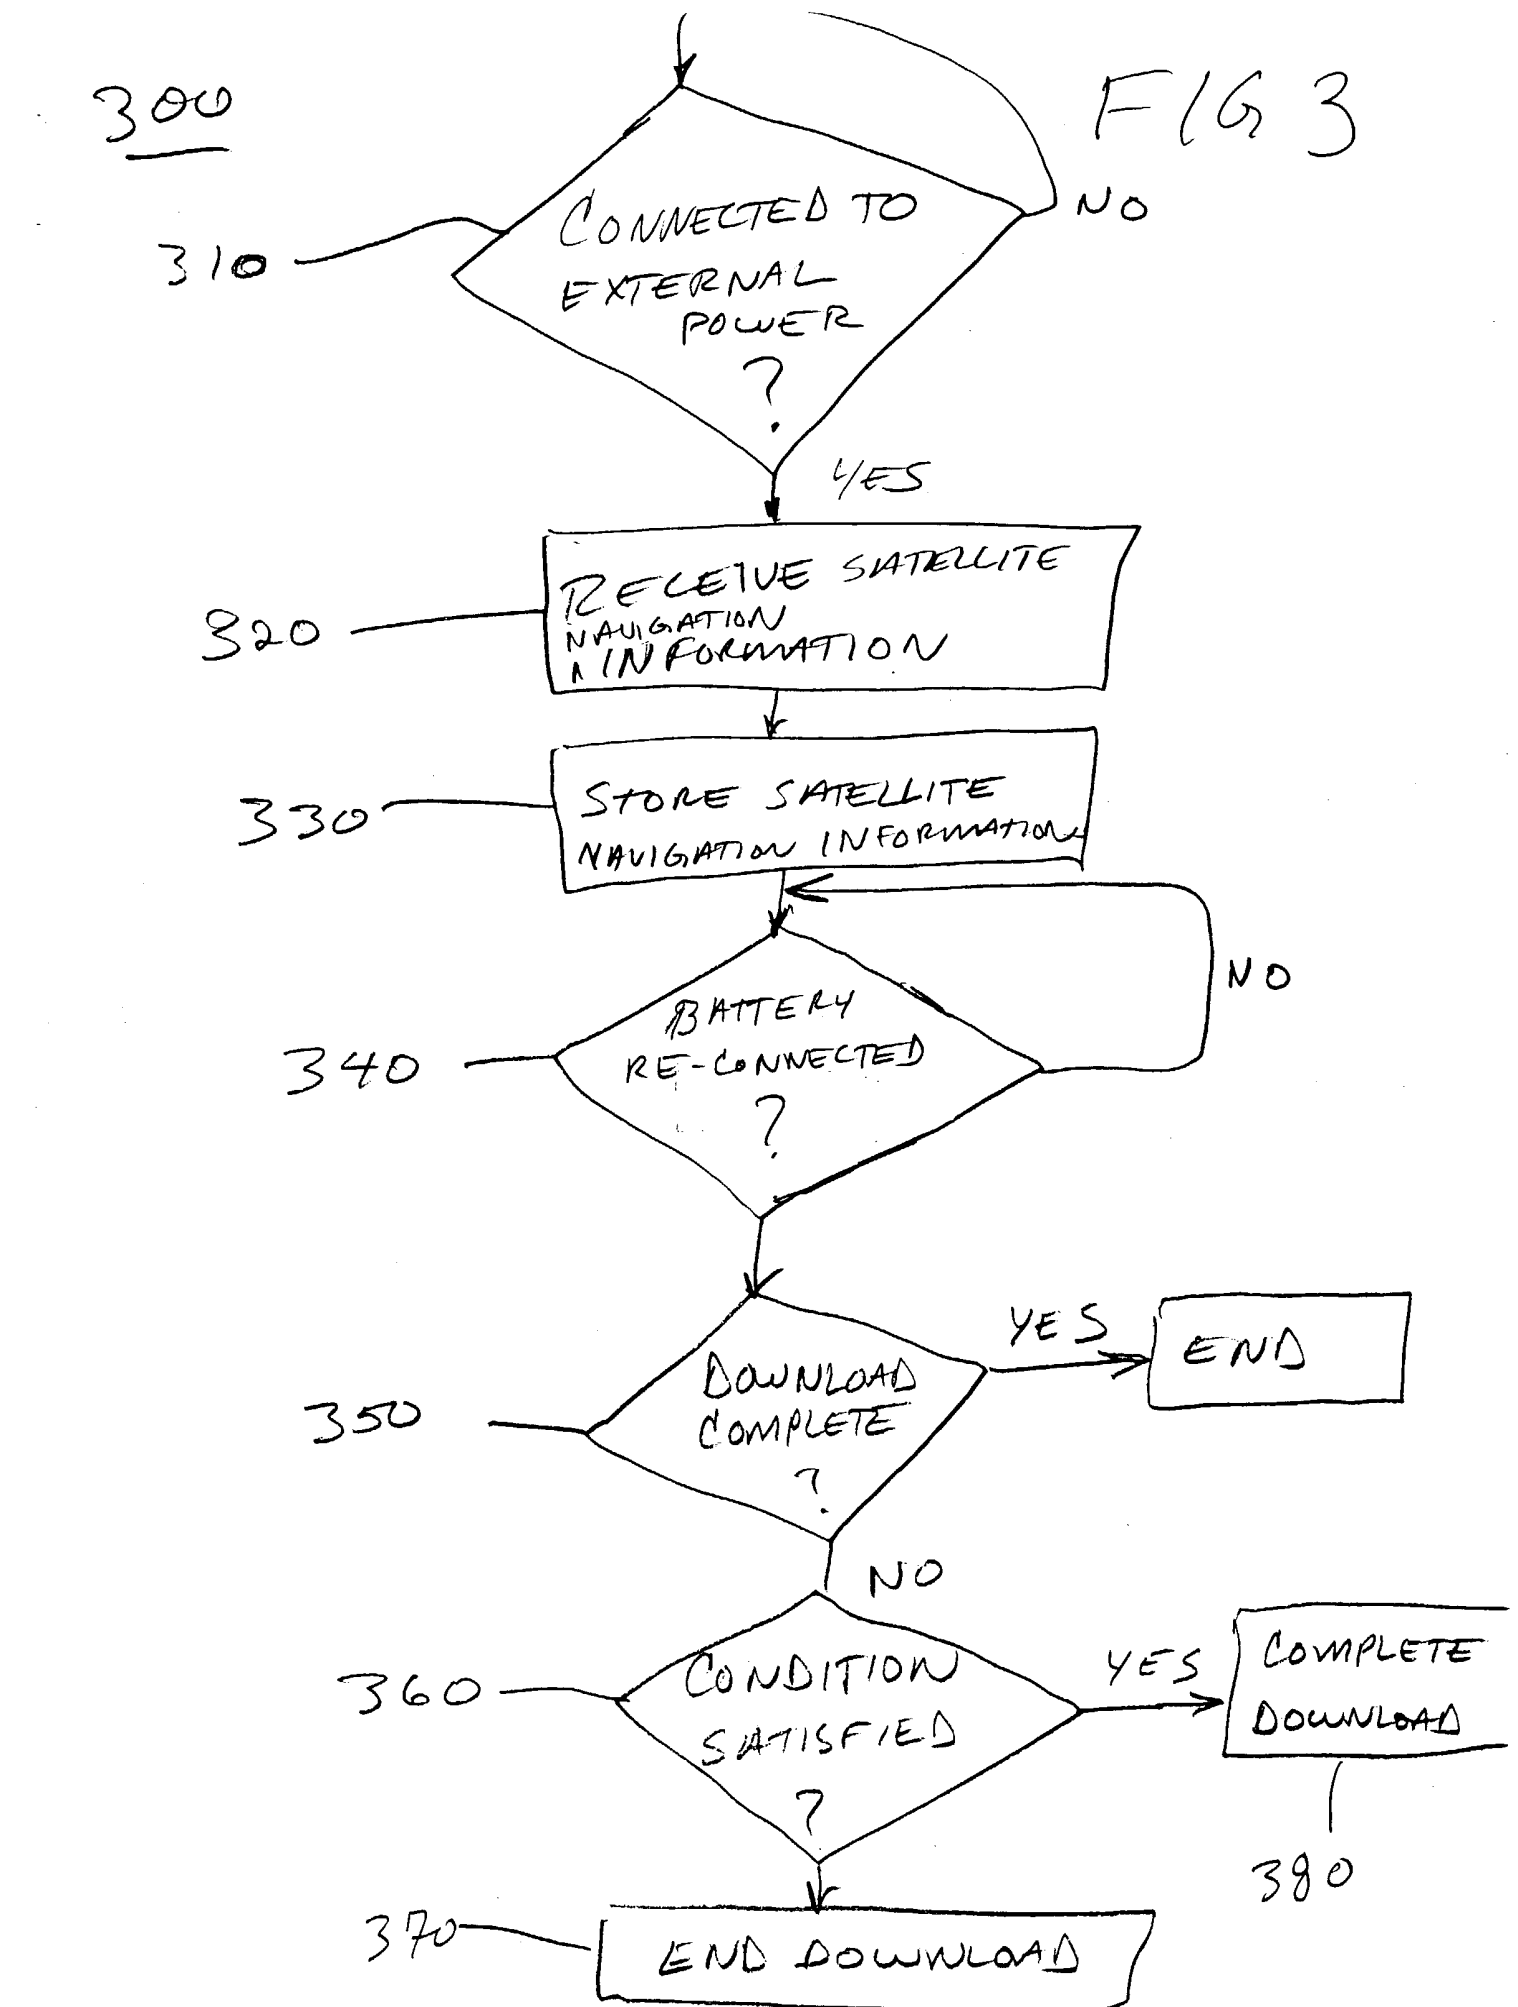 300
FIG 3
CONNECTED TO
EXTERNAL
POWER
?
NO
310
YES
RECEIVE SATELLITE
NAVIGATION
^ INFORMATION
320
STORE SATELLITE
NAVIGATION INFORMATION
330
BATTERY
RE-CONNECTED
?
NO
340
DOWNLOAD
COMPLETE
?
YES
END
350
NO
CONDITION
SATISFIED
?
YES
COMPLETE
DOWNLOAD
360
380
END DOWNLOAD
370